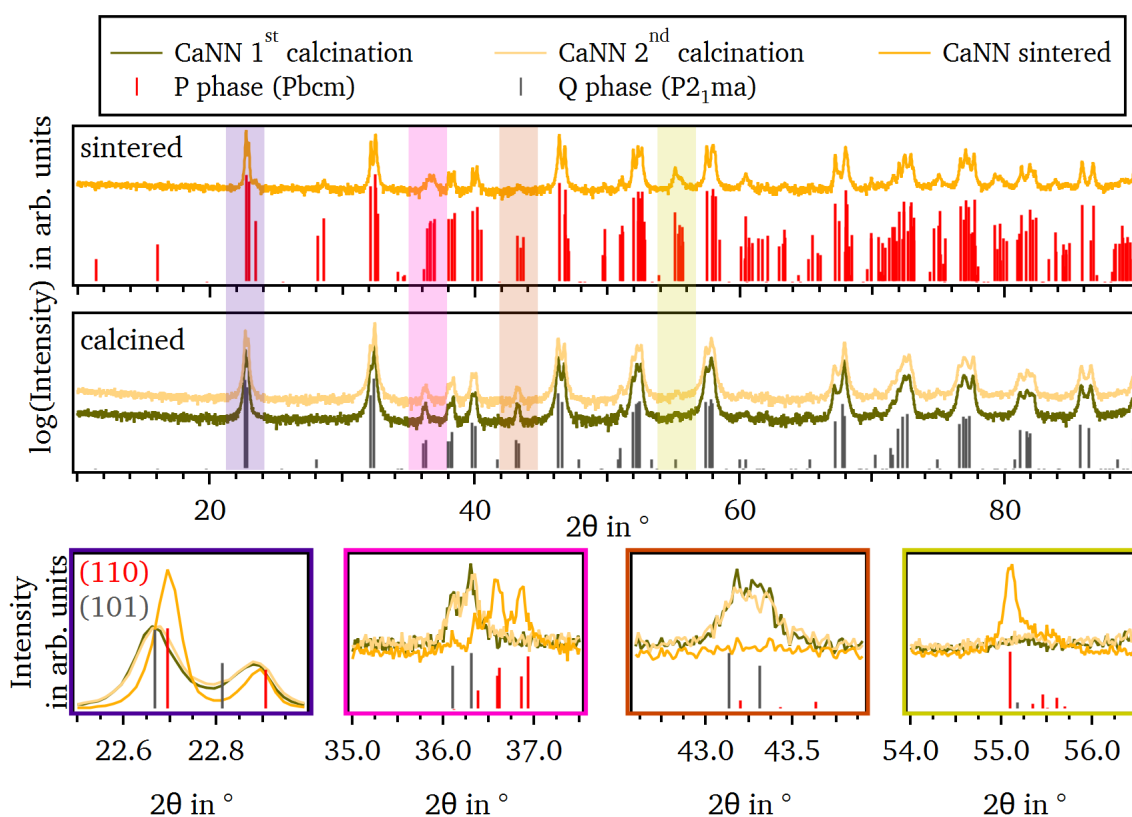 CaNN 1st calcination CaNN 2nd calcination CaNN sintered
P phase (Pbcm) Q phase (P2₁ma)
sintered
calcined
log(Intensity) in arb. units
20 40 60 80
2θ in °
(110)
(101)
Intensity
in arb. units
22.6 22.8 35.0 36.0 37.0 43.0 43.5 54.0 55.0 56.0
2θ in ° 2θ in ° 2θ in ° 2θ in °